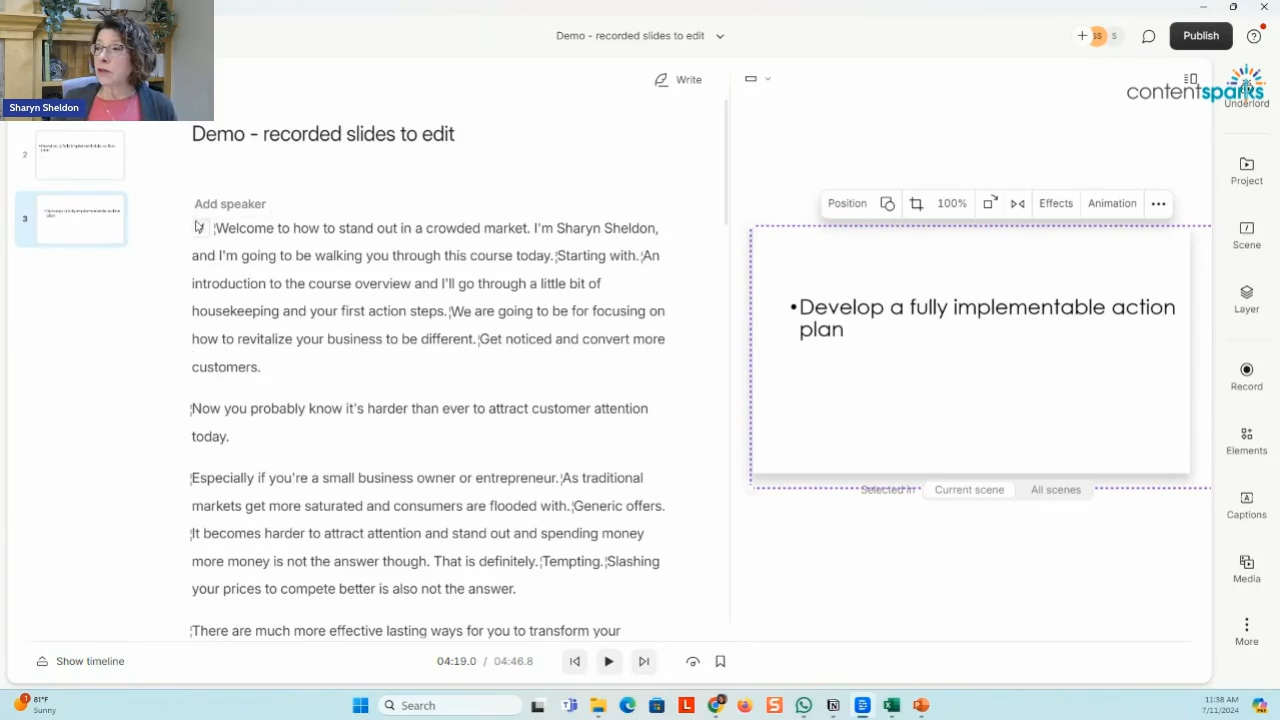 Sharyn Sheldon
Demo - recorded slides to edit
SS
S
Publish
Write
contentsparks
Underlord
Demo - recorded slides to edit
2
3
Add speaker
Welcome to how to stand out in a crowded market. I'm Sharyn Sheldon,
and I'm going to be walking you through this course today. Starting with. An
introduction to the course overview and I'll go through a little bit of
housekeeping and your first action steps. We are going to be for focusing on
how to revitalize your business to be different. Get noticed and convert more
customers.
Now you probably know it's harder than ever to attract customer attention
today.
Especially if you're a small business owner or entrepreneur. As traditional
markets get more saturated and consumers are flooded with. Generic offers.
It becomes harder to attract attention and stand out and spending money
more money is not the answer though. That is definitely. Tempting. Slashing
your prices to compete better is also not the answer.
There are much more effective lasting ways for you to transform your
Position
100%
Effects
Animation
•Develop a fully implementable action
plan
Selected in
Current scene
All scenes
Project
Scene
Layer
Record
Elements
Captions
Media
More
Show timeline
04:19.0 / 04:46.8
81°F
Sunny
Search
11:38 AM
7/11/2024